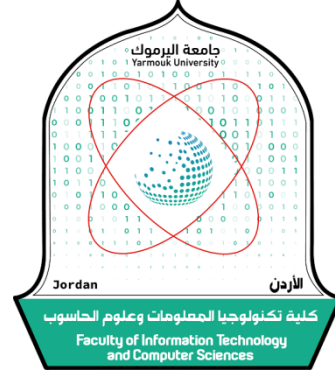 جامعة اليرموك
Yarmouk University
Jordan
الأردن
كلية تكنولوجيا المعلومات وعلوم الحاسوب
Faculty of Information Technology
and Computer Sciences